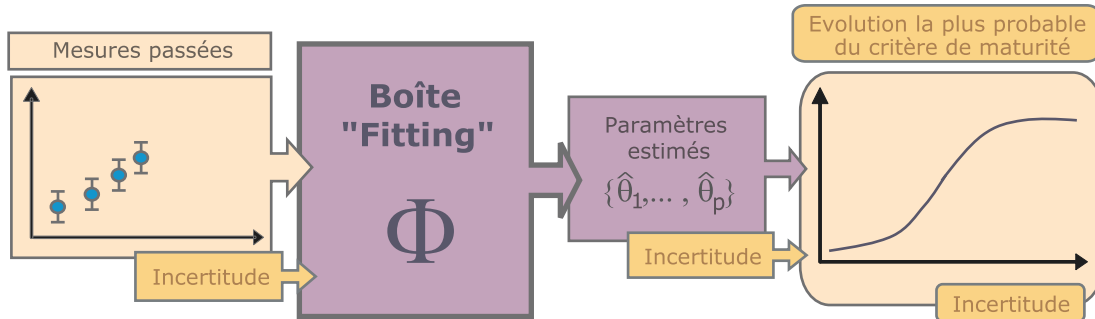 Mesures passées
Incertitude
Boîte
"Fitting"
Φ
Paramètres
estimés
{θ̂1,... , θ̂p}
Incertitude
Evolution la plus probable
du critère de maturité
Incertitude